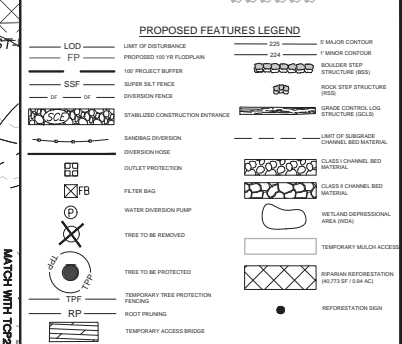 PROPOSED FEATURES LEGEND
LOD LIMIT OF DISTURBANCE
FP PROPOSED 100 YR FLOODPLAIN
100' PROJECT BUFFER
SSF SUPER SILT FENCE
DF DF DIVERSION FENCE
SCE STABILIZED CONSTRUCTION ENTRANCE
SANDBAG DIVERSION
DIVERSION HOSE
OUTLET PROTECTION
FB FILTER BAG
P WATER DIVERSION PUMP
TREE TO BE REMOVED
TPP TPP TREE TO BE PROTECTED
TPF TEMPORARY TREE PROTECTION
FENCING
RP ROOT PRUNING
TEMPORARY ACCESS BRIDGE
225 5' MAJOR CONTOUR
224 1' MINOR CONTOUR
BOULDER STEP
STRUCTURE (BSS)
ROCK STEP STRUCTURE
(RSS)
GRADE CONTROL LOG
STRUCTURE (GCLS)
LIMIT OF SUBGRADE
CHANNEL BED MATERIAL
CLASS I CHANNEL BED
MATERIAL
CLASS II CHANNEL BED
MATERIAL
WETLAND DEPRESSIONAL
AREA (WDA)
TEMPORARY MULCH ACCESS
RIPARIAN REFORESTATION
(40,773 SF / 0.94 AC)
REFORESTATION SIGN
MATCH WITH TCP2